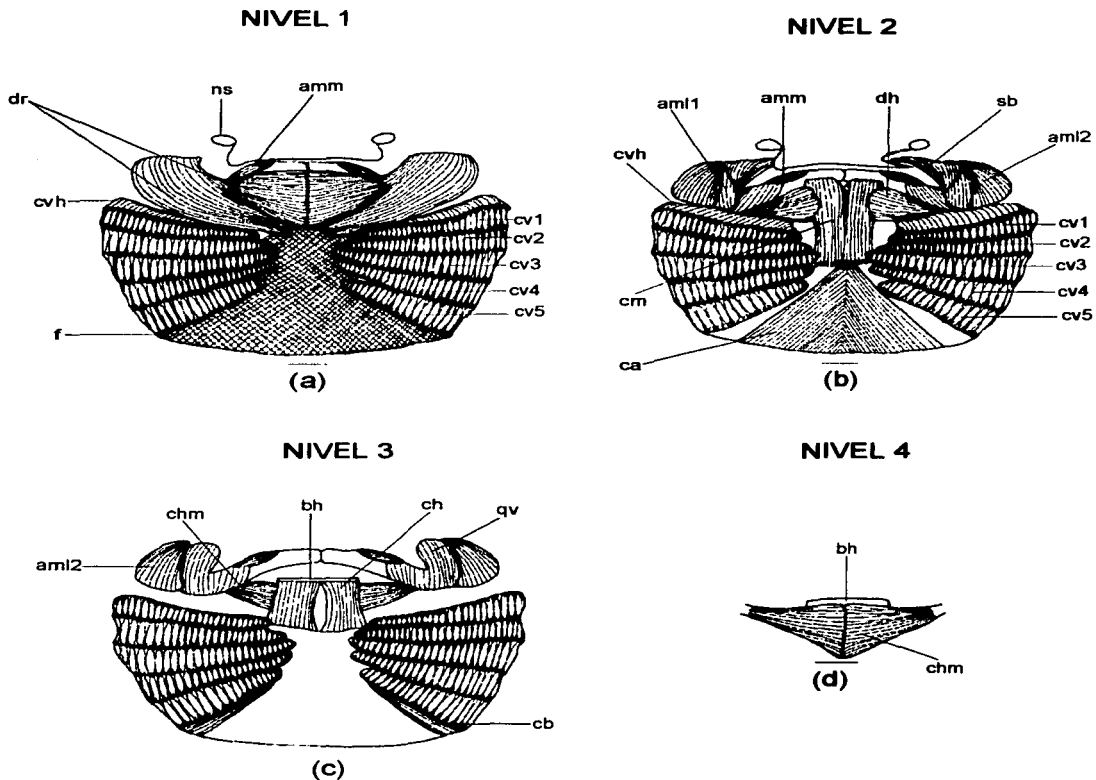 NIVEL 1
dr
ns
amm
cvh
cv1
cv2
cv3
cv4
cv5
f
(a)
NIVEL 2
aml1
amm
dh
sb
aml2
cvh
cv1
cv2
cv3
cv4
cv5
cm
ca
(b)
NIVEL 3
chm
bh
ch
qv
aml2
cb
(c)
NIVEL 4
bh
chm
(d)